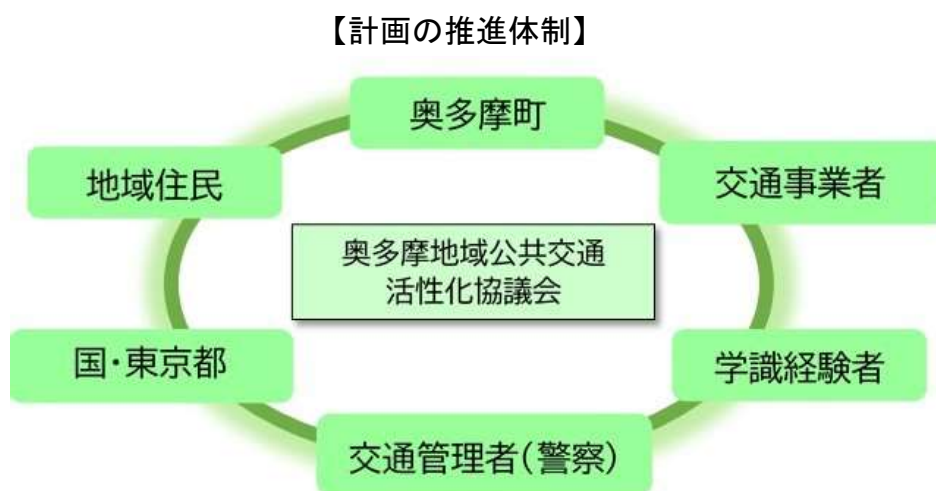 【計画の推進体制】
奥多摩町
地域住民
交通事業者
奥多摩地域公共交通
活性化協議会
国・東京都
学識経験者
交通管理者(警察)